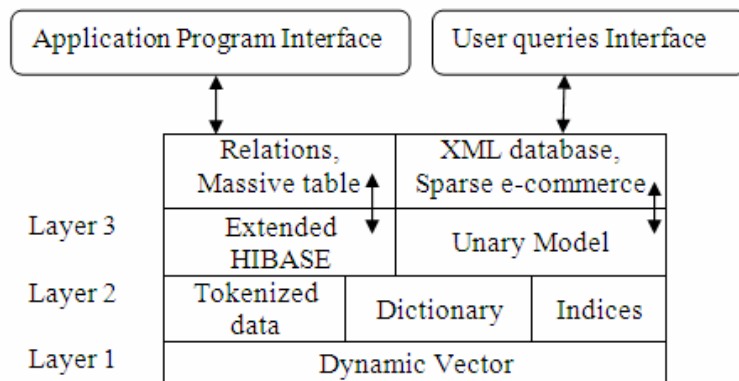 Application Program Interface
User queries Interface
Relations,
Massive table
XML database,
Sparse e-commerce
Layer 3
Extended
HIBASE
Unary Model
Layer 2
Tokenized
data
Dictionary
Indices
Layer 1
Dynamic Vector